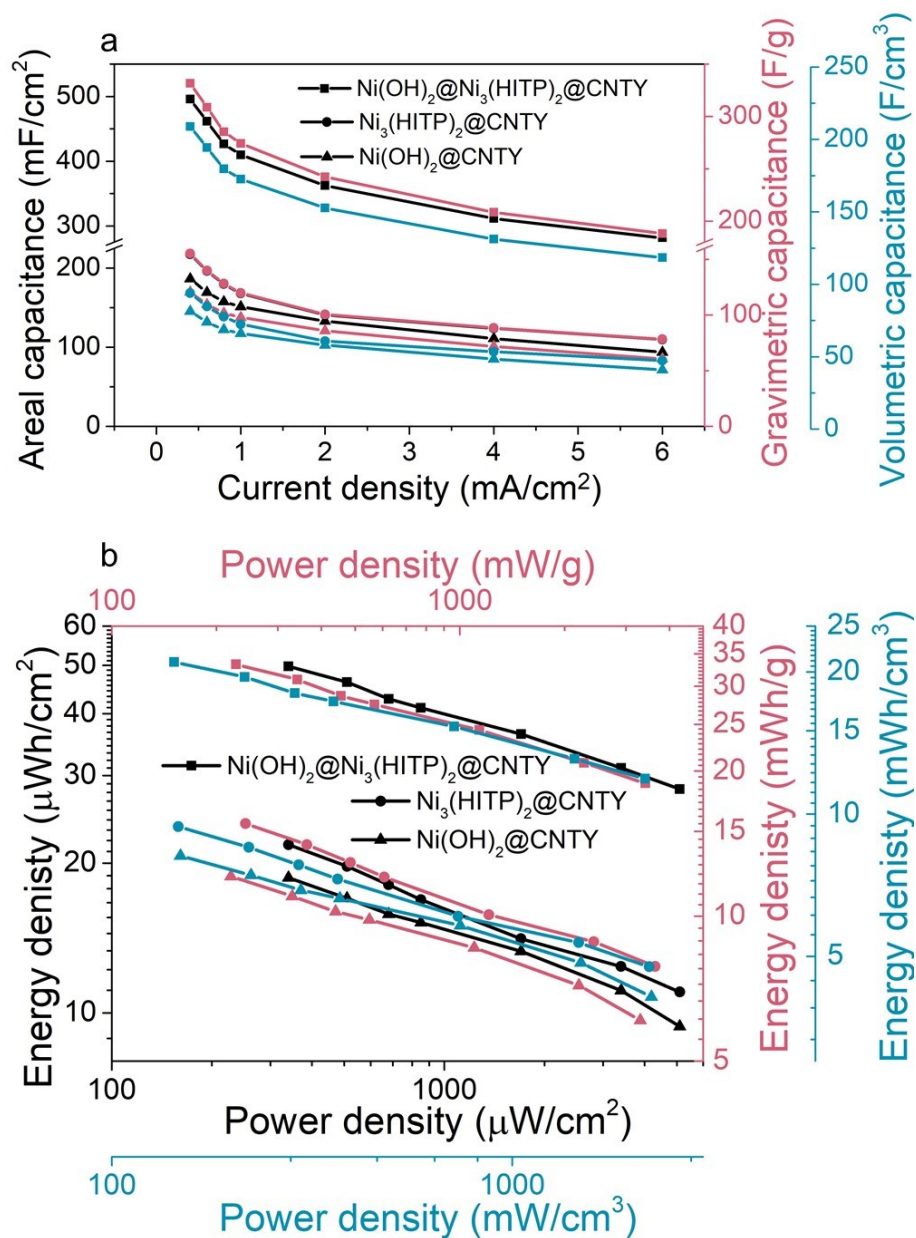 a
Areal capacitance (mF/cm²)
500
400
300
200
100
0
Ni(OH)₂@Ni₃(HITP)₂@CNTY
Ni₃(HITP)₂@CNTY
Ni(OH)₂@CNTY
300
200
100
0
Gravimetric capacitance (F/g)
250
200
150
100
50
0
Volumetric capacitance (F/cm³)
0 1 2 3 4 5 6
Current density (mA/cm²)
b
Power density (mW/g)
100 1000
Energy denisty (μWh/cm²)
60
50
40
30
20
10
Ni(OH)₂@Ni₃(HITP)₂@CNTY
Ni₃(HITP)₂@CNTY
Ni(OH)₂@CNTY
40
30
20
15
10
5
Energy denisty (mWh/g)
25
20
15
10
5
Energy denisty (mWh/cm³)
100 1000
Power density (μW/cm²)
100 1000
Power density (mW/cm³)